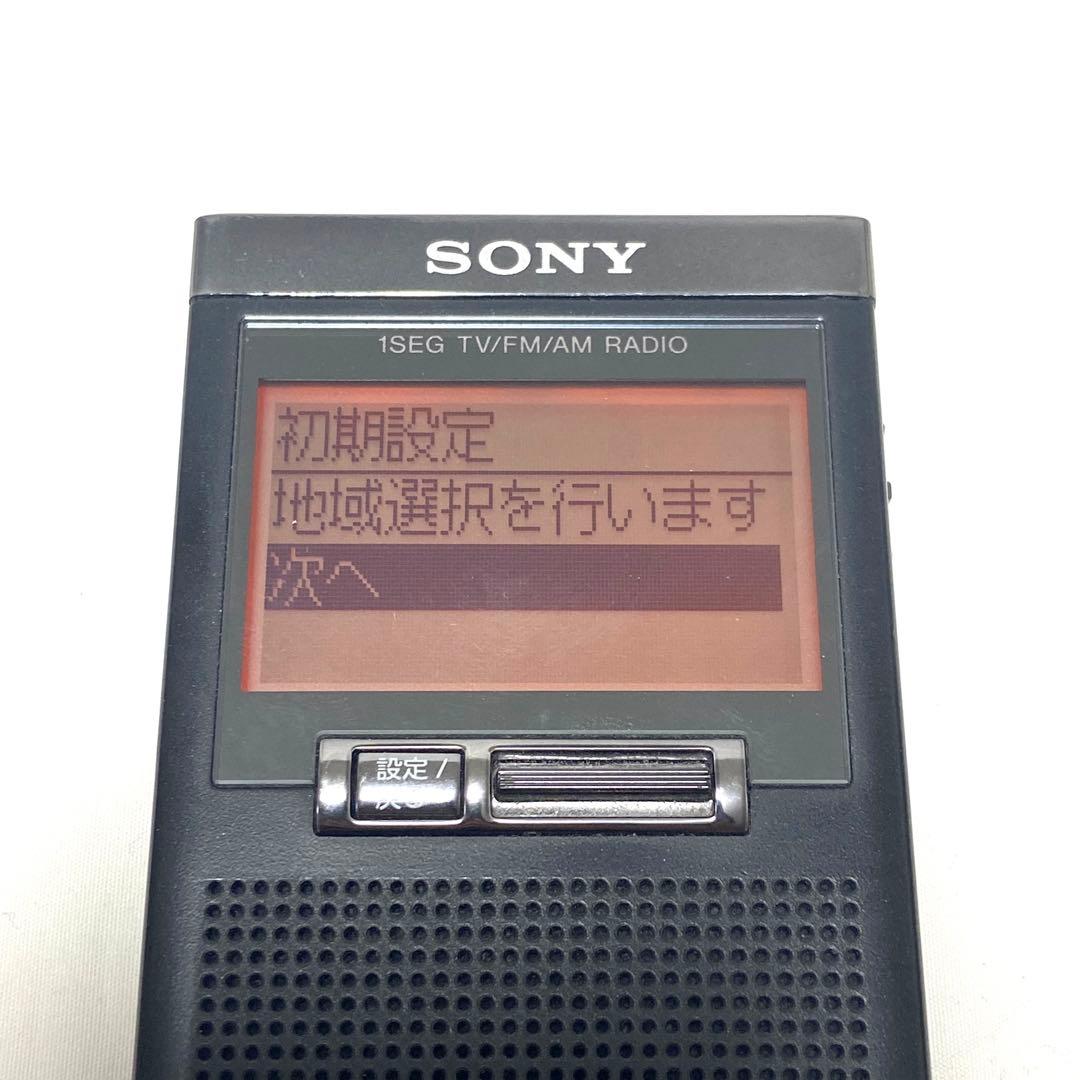 SONY
1SEG TV/FM/AM RADIO
初期設定
地域選択を行います
次へ
設定/